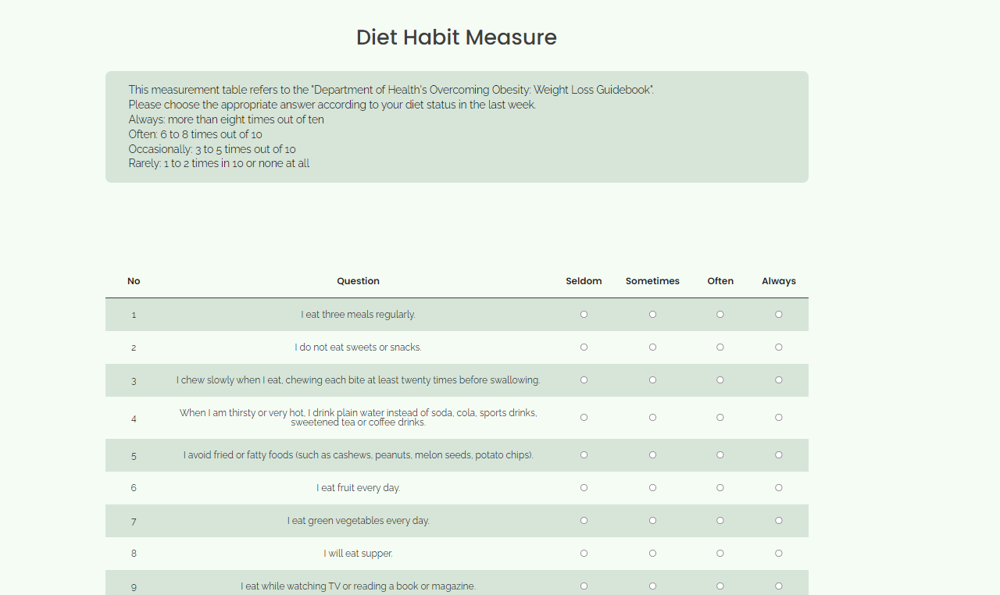 Diet Habit Measure
This measurement table refers to the "Department of Health's Overcoming Obesity: Weight Loss Guidebook".
Please choose the appropriate answer according to your diet status in the last week.
Always: more than eight times out of ten
Often: 6 to 8 times out of 10
Occasionally: 3 to 5 times out of 10
Rarely: 1 to 2 times in 10 or none at all
No Question Seldom Sometimes Often Always
1 I eat three meals regularly.
2 I do not eat sweets or snacks.
3 I chew slowly when I eat, chewing each bite at least twenty times before swallowing.
4 When I am thirsty or very hot, I drink plain water instead of soda, cola, sports drinks,
sweetened tea or coffee drinks.
5 I avoid fried or fatty foods (such as cashews, peanuts, melon seeds, potato chips).
6 I eat fruit every day.
7 I eat green vegetables every day.
8 I will eat supper.
9 I eat while watching TV or reading a book or magazine.